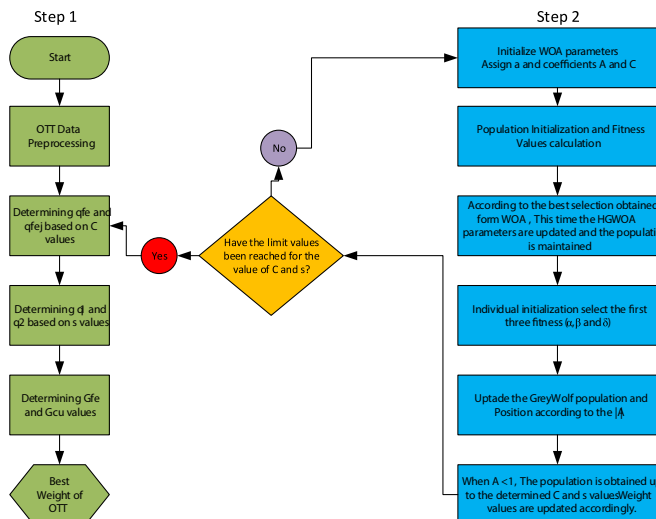 Step 1
Step 2
Start
OTT Data
Preprocessing
Determining qfe and
qfej based on C
values
Determining q1 and
q2 based on s values
Determining Gfe
and Gcu values
Best
Weight of
OTT
No
Yes
Have the limit values
been reached for the
value of C and s?
Initialize WOA parameters
Assign a and coefficients A and C
Population Initialization and Fitness
Values calculation
According to the best selection obtained
form WOA , This time the HGWOA
parameters are updated and the populati
is maintained
Individual initialization select the first
three fitness (α, β and δ)
Uptade the GreyWolf population and
Position according to the |A|
When A <1, The population is obtained u
to the determined C and s valuesWeight
values are updated accordingly.